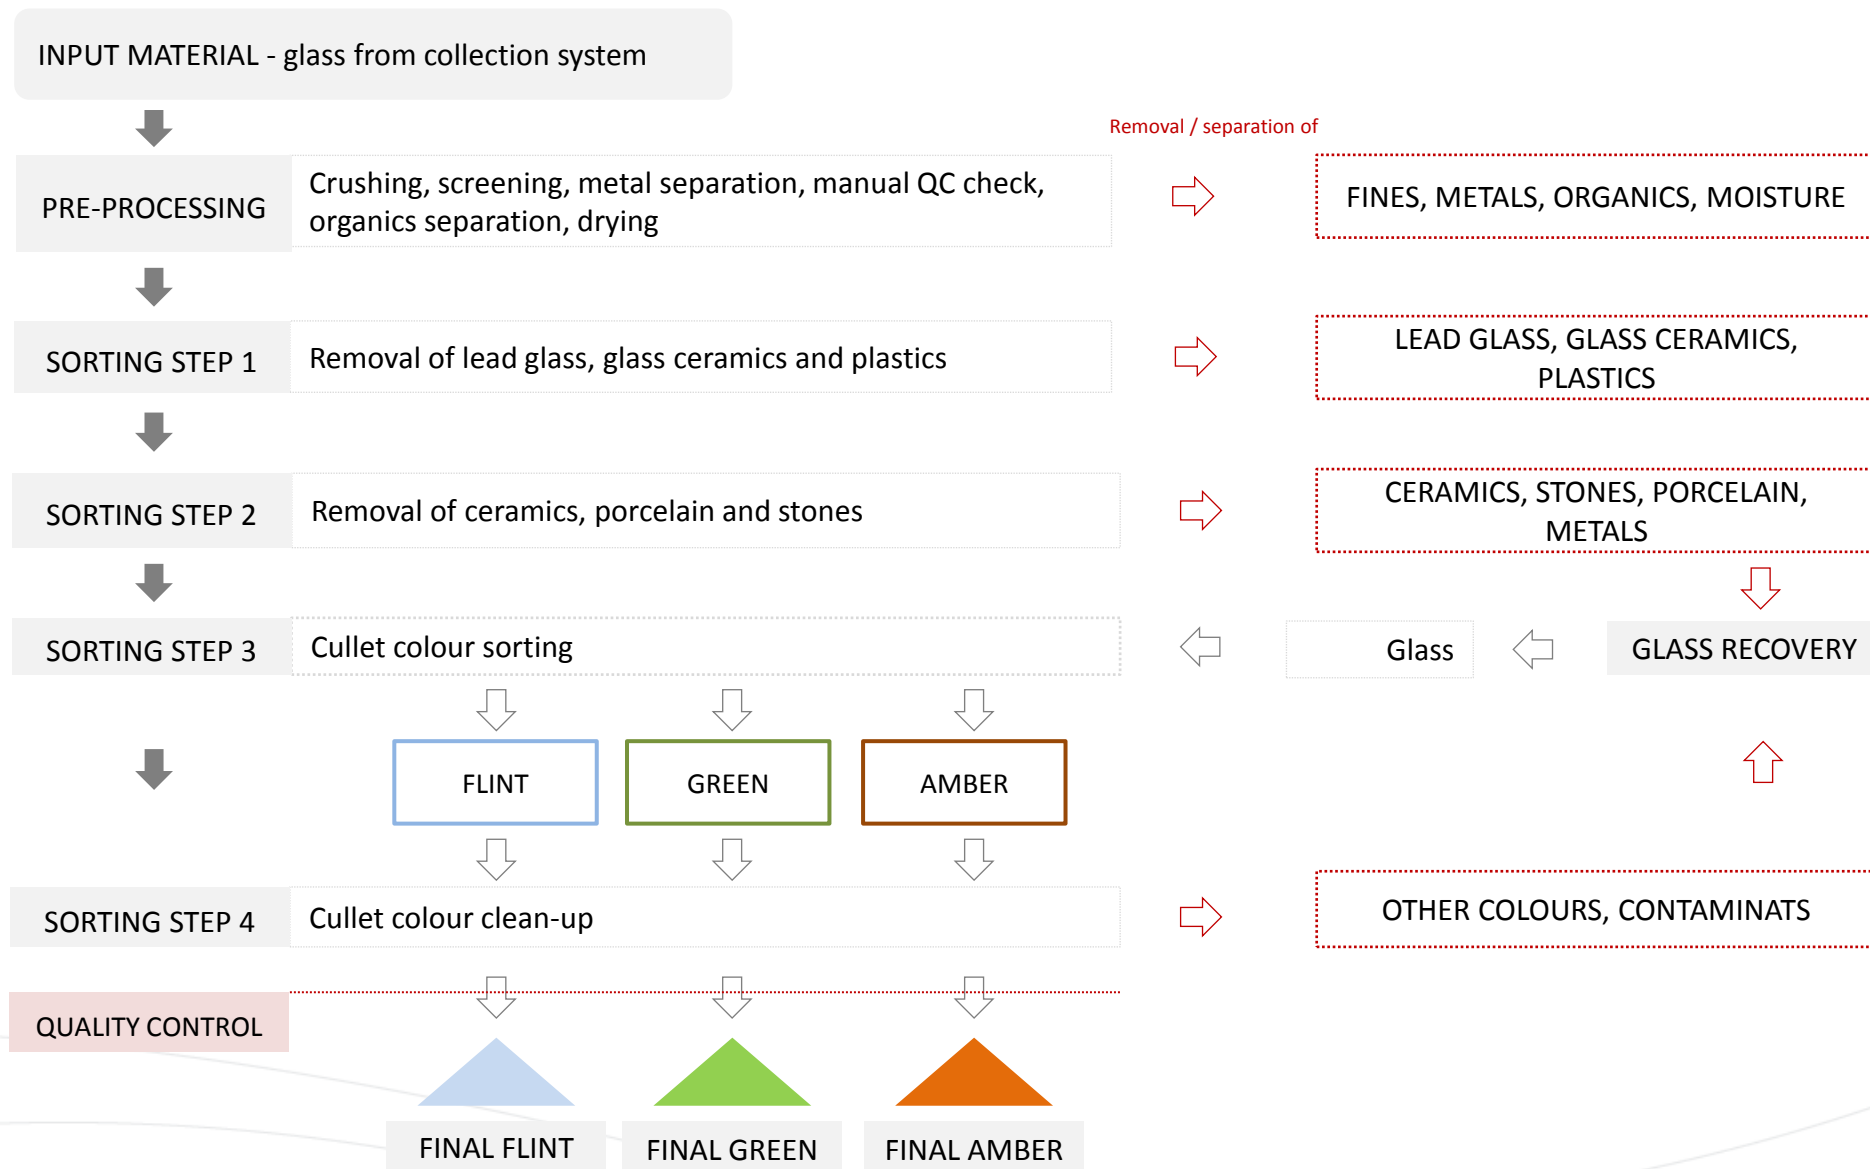 INPUT MATERIAL - glass from collection system
Removal / separation of
PRE-PROCESSING
Crushing, screening, metal separation, manual QC check,
organics separation, drying
FINES, METALS, ORGANICS, MOISTURE
SORTING STEP 1
Removal of lead glass, glass ceramics and plastics
LEAD GLASS, GLASS CERAMICS,
PLASTICS
SORTING STEP 2
Removal of ceramics, porcelain and stones
CERAMICS, STONES, PORCELAIN,
METALS
SORTING STEP 3
Cullet colour sorting
Glass
GLASS RECOVERY
FLINT
GREEN
AMBER
SORTING STEP 4
Cullet colour clean-up
OTHER COLOURS, CONTAMINATS
QUALITY CONTROL
FINAL FLINT
FINAL GREEN
FINAL AMBER